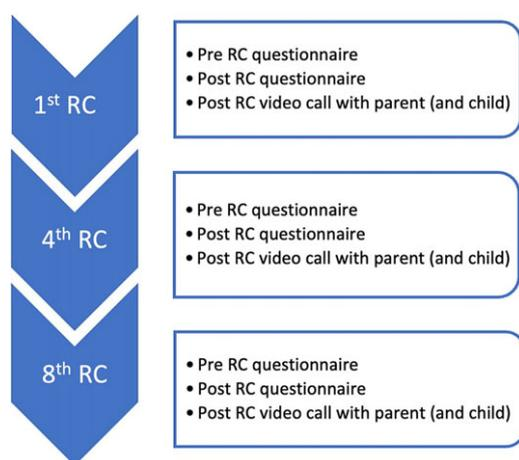 1st RC
• Pre RC questionnaire
• Post RC questionnaire
• Post RC video call with parent (and child)
4th RC
• Pre RC questionnaire
• Post RC questionnaire
• Post RC video call with parent (and child)
8th RC
• Pre RC questionnaire
• Post RC questionnaire
• Post RC video call with parent (and child)